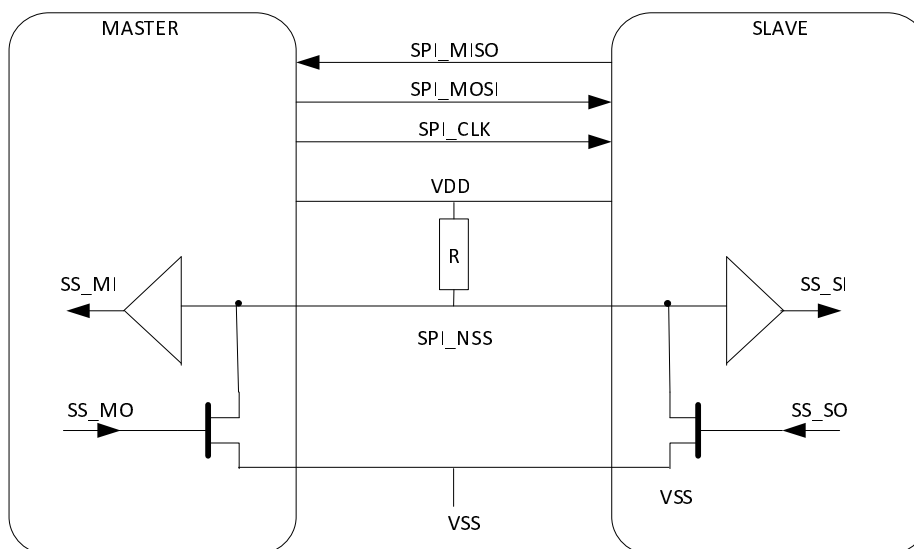 MASTER
SLAVE
SPI_MISO
SPI_MOSI
SPI_CLK
VDD
R
SS_MI
SS_SI
SPI_NSS
SS_MO
SS_SO
VSS
VSS